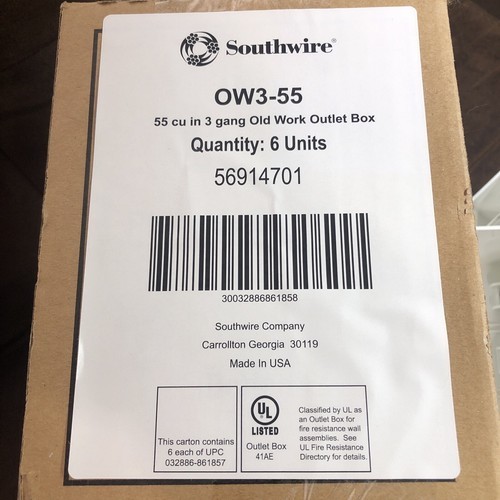 Southwire®
OW3-55
55 cu in 3 gang Old Work Outlet Box
Quantity: 6 Units
56914701
30032886861858
Southwire Company
Carrollton Georgia 30119
Made In USA
This carton contains
6 each of UPC
032886-861857
UL
LISTED
Outlet Box
41AE
Classified by UL as
an Outlet Box for
fire resistance wall
assemblies. See
UL Fire Resistance
Directory for details.